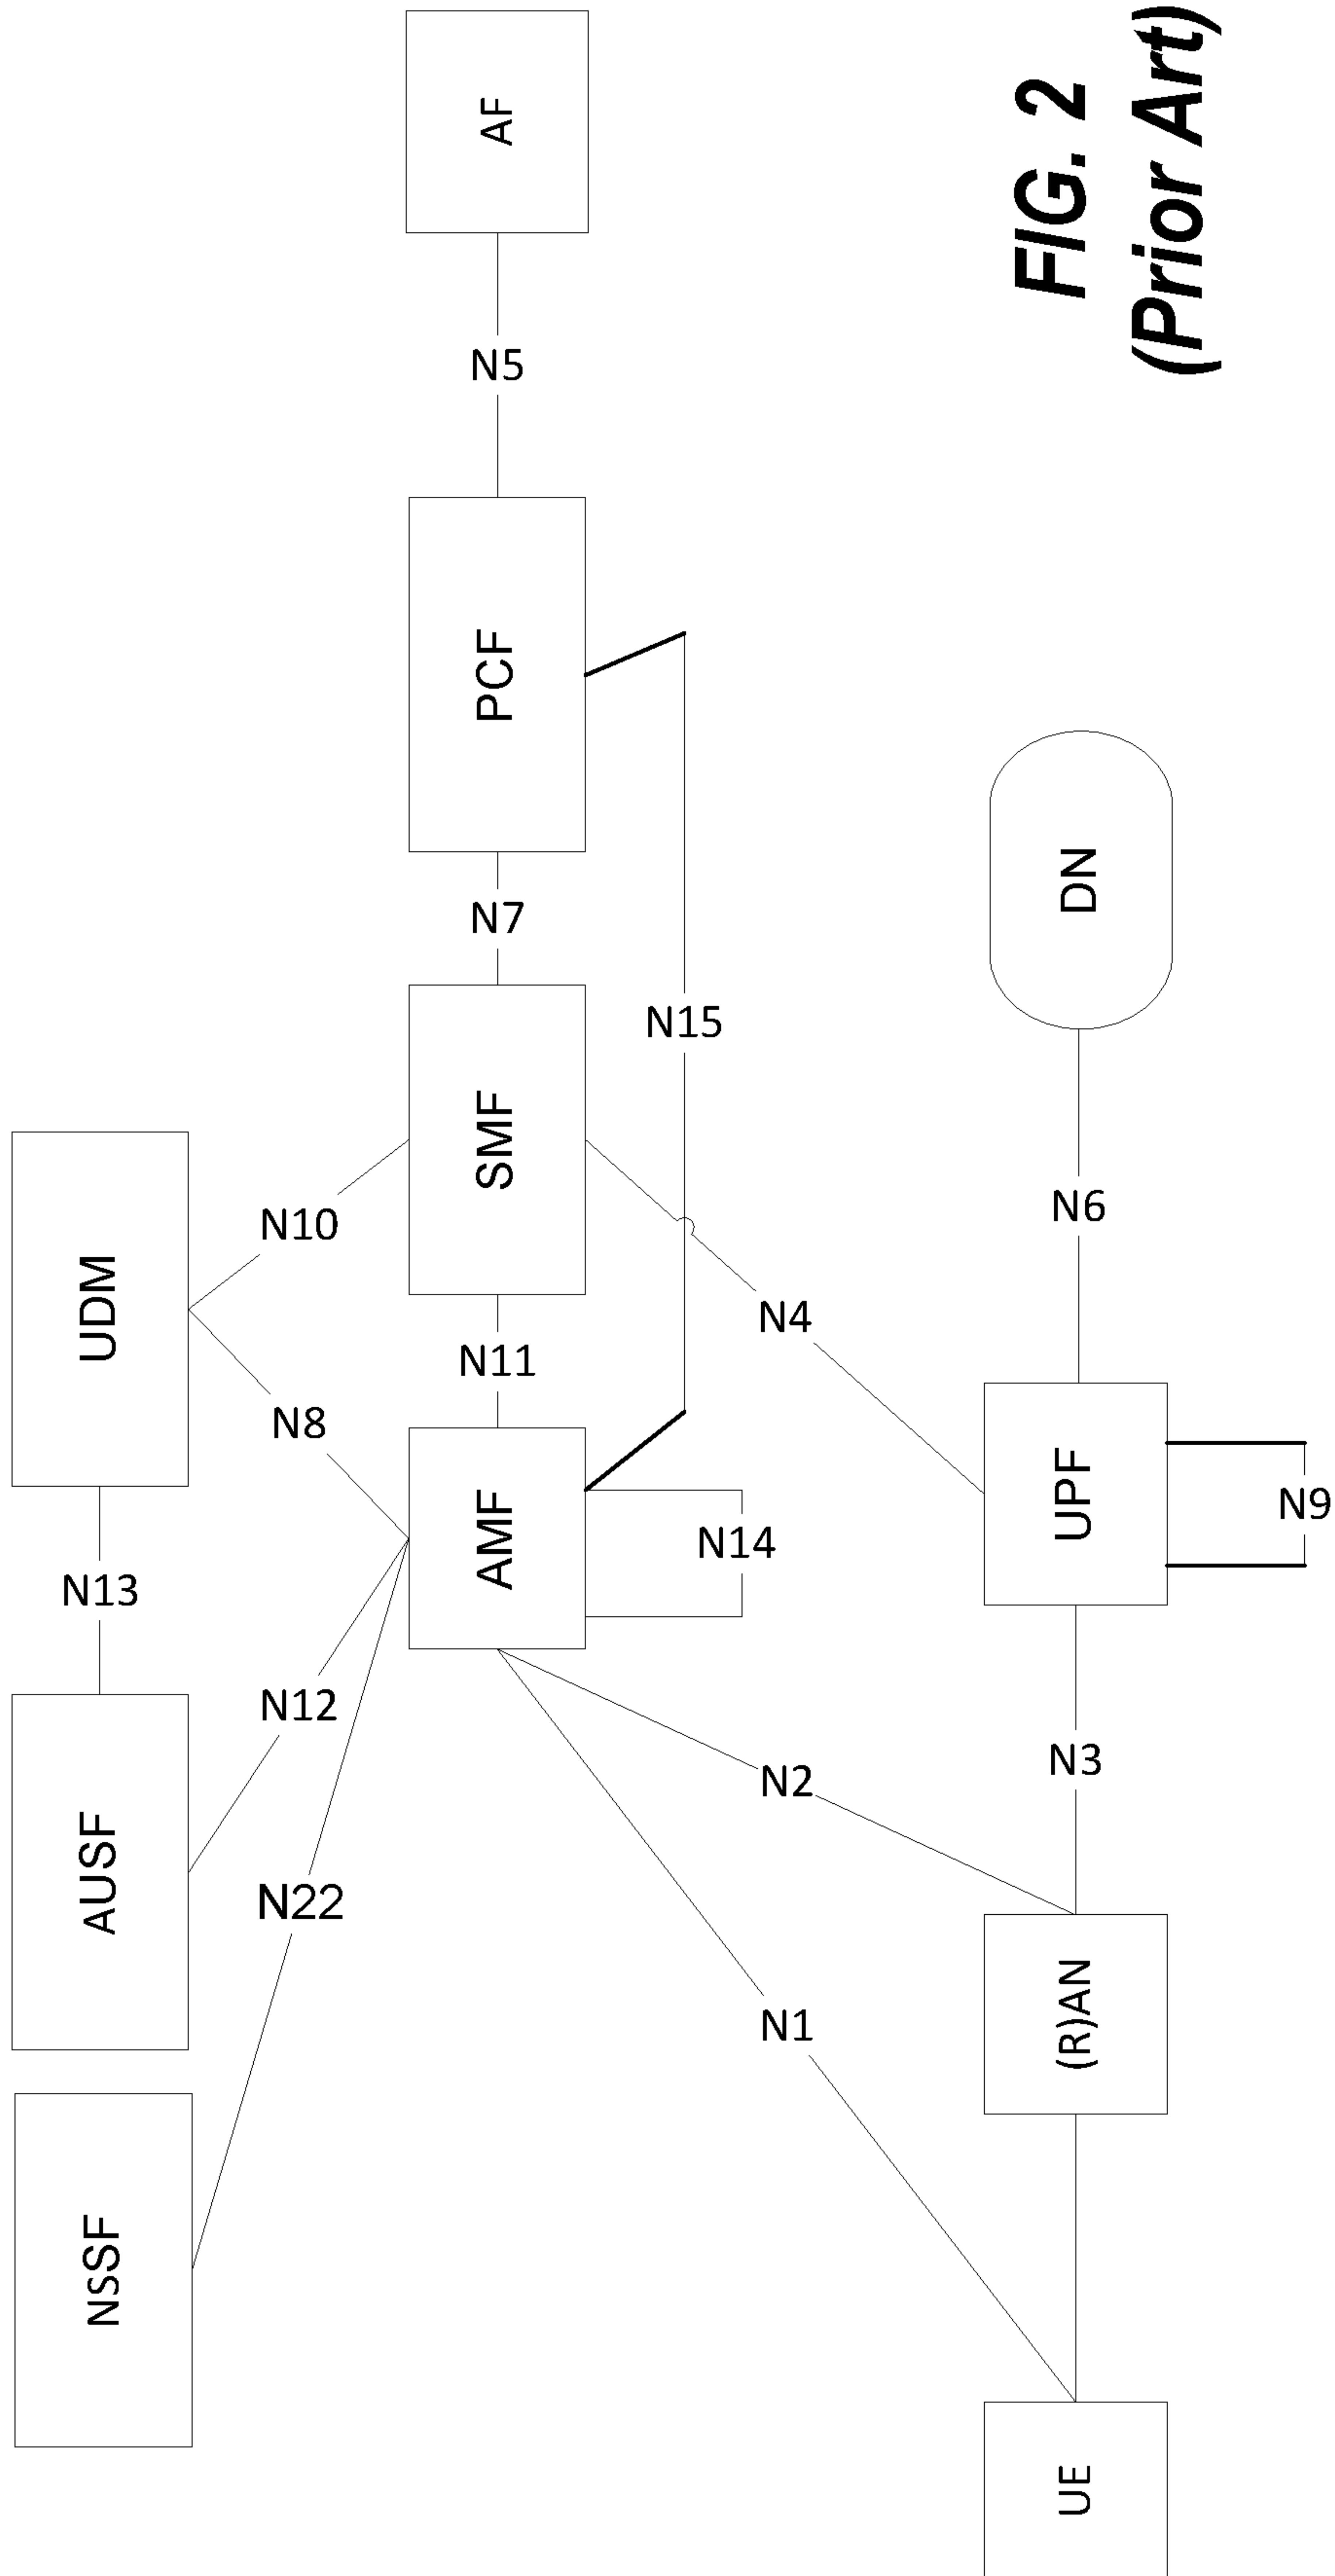 NSSF
AUSF
N13
UDM
N22
N12
N8
N10
AMF
N11
SMF
N7
PCF
N5
AF
N14
N15
N1
N2
N4
UE
(R)AN
N3
UPF
N6
DN
N9
FIG. 2
(Prior Art)